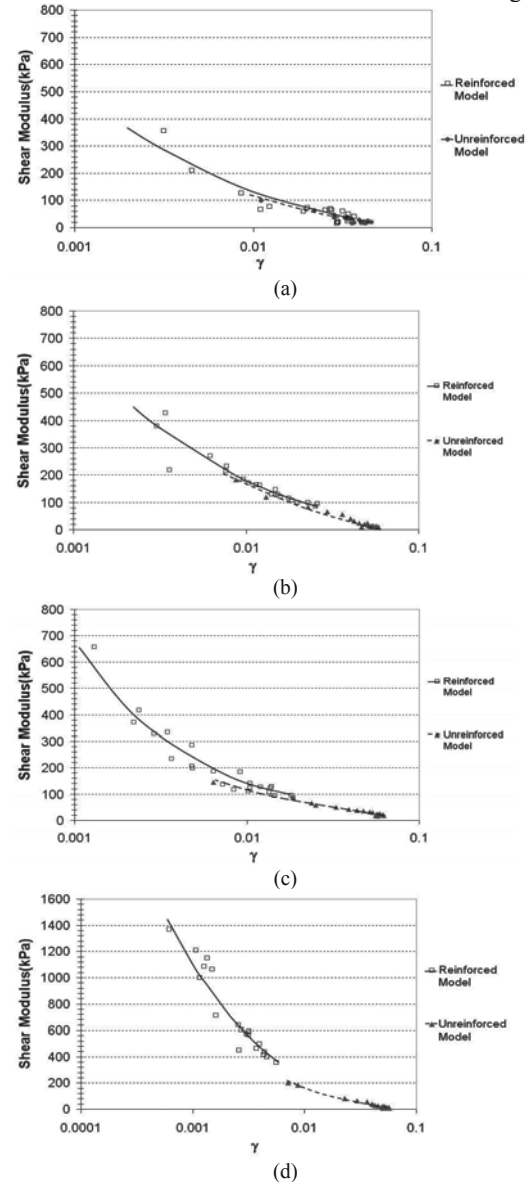 800
700
600
500
400
300
200
100
0
Shear Modulus(kPa)
0.001
0.01
0.1
γ
Reinforced
Model
Unreinforced
Model
(a)
800
700
600
500
400
300
200
100
0
Shear Modulus(kPa)
0.001
0.01
0.1
γ
Reinforced
Model
Unreinforced
Model
(b)
800
700
600
500
400
300
200
100
0
Shear Modulus(kPa)
0.001
0.01
0.1
γ
Reinforced
Model
Unreinforced
Model
(c)
1600
1400
1200
1000
800
600
400
200
0
Shear Modulus(kPa)
0.0001
0.001
0.01
0.1
γ
Reinforced
Model
Unreinforced
Model
(d)